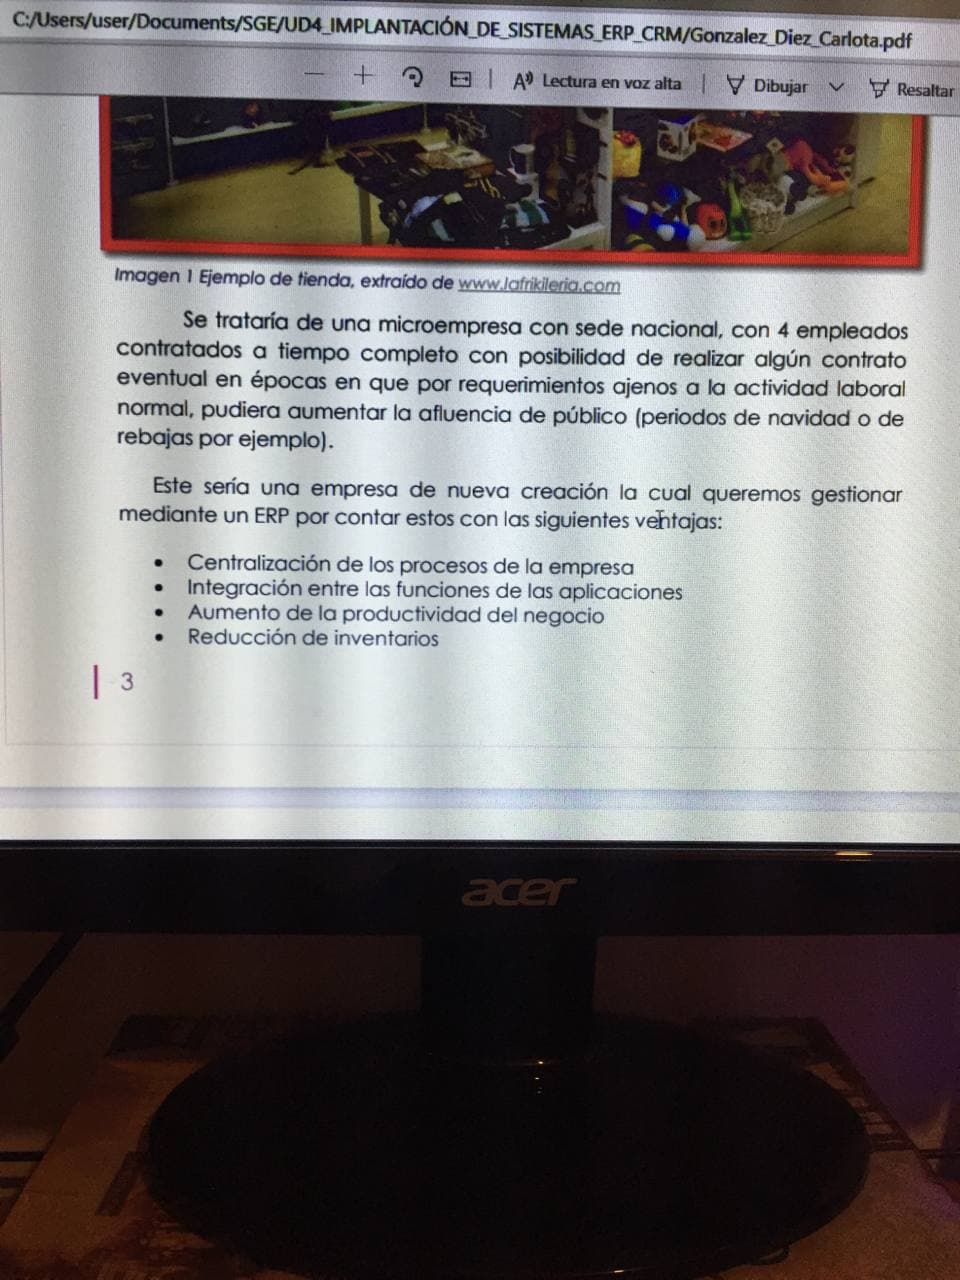 C:/Users/user/Documents/SGE/UD4_IMPLANTACIÓN_DE_SISTEMAS_ERP_CRM/Gonzalez_Diez_Carlota.pdf
Lectura en voz alta
Dibujar
Resaltar
Imagen 1 Ejemplo de tienda, extraído de www.lafrikileria.com
Se trataría de una microempresa con sede nacional, con 4 empleados
contratados a tiempo completo con posibilidad de realizar algún contrato
eventual en épocas en que por requerimientos ajenos a la actividad laboral
normal, pudiera aumentar la afluencia de público (periodos de navidad o de
rebajas por ejemplo).
Este sería una empresa de nueva creación la cual queremos gestionar
mediante un ERP por contar estos con las siguientes ventajas:
• Centralización de los procesos de la empresa
• Integración entre las funciones de las aplicaciones
• Aumento de la productividad del negocio
• Reducción de inventarios
3
acer